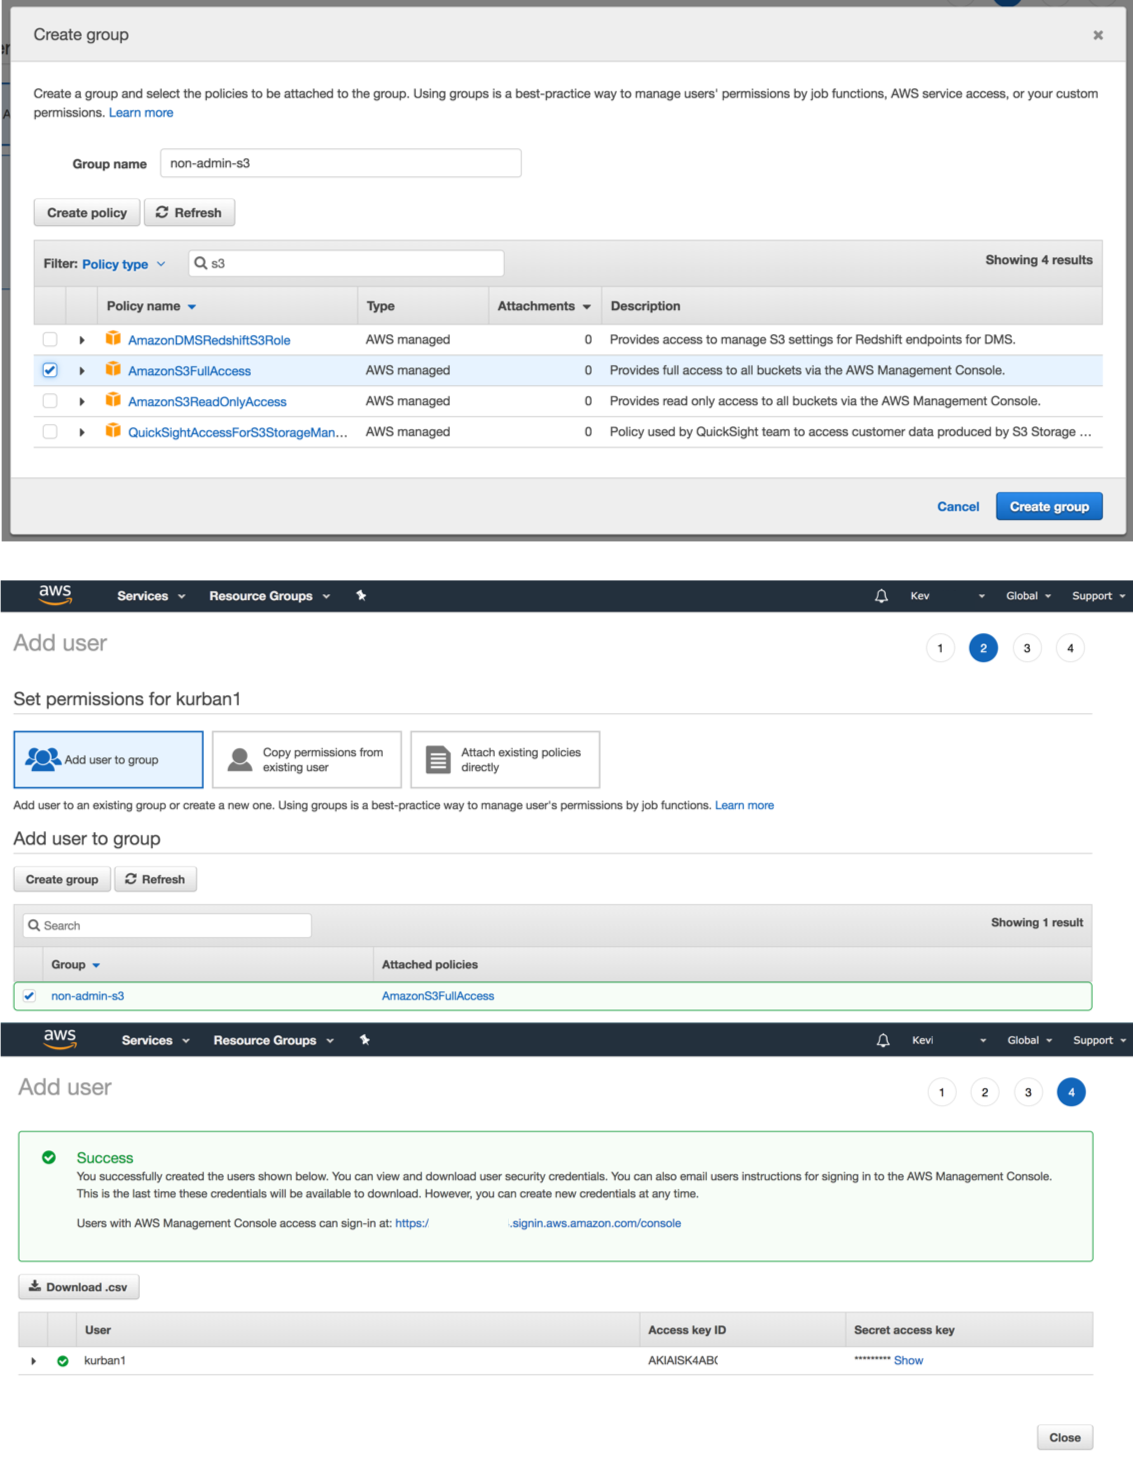 Create group
Create a group and select the policies to be attached to the group. Using groups is a best-practice way to manage users' permissions by job functions, AWS service access, or your custom
permissions. Learn more
Group name non-admin-s3
Create policy Refresh
Filter: Policy type s3 Showing 4 results
Policy name Type Attachments Description
AmazonDMSRedshiftS3Role AWS managed 0 Provides access to manage S3 settings for Redshift endpoints for DMS.
AmazonS3FullAccess AWS managed 0 Provides full access to all buckets via the AWS Management Console.
AmazonS3ReadOnlyAccess AWS managed 0 Provides read only access to all buckets via the AWS Management Console.
QuickSightAccessForS3StorageMan... AWS managed 0 Policy used by QuickSight team to access customer data produced by S3 Storage ...
Cancel Create group
aws Services Resource Groups Kev Global Support
Add user 1 2 3 4
Set permissions for kurban1
Add user to group
Copy permissions from
existing user
Attach existing policies
directly
Add user to an existing group or create a new one. Using groups is a best-practice way to manage user's permissions by job functions. Learn more
Add user to group
Create group Refresh
Search Showing 1 result
Group Attached policies
non-admin-s3 AmazonS3FullAccess
aws Services Resource Groups Kevi Global Support
Add user 1 2 3 4
Success
You successfully created the users shown below. You can view and download user security credentials. You can also email users instructions for signing in to the AWS Management Console.
This is the last time these credentials will be available to download. However, you can create new credentials at any time.
Users with AWS Management Console access can sign-in at: https:/ .signin.aws.amazon.com/console
Download .csv
User Access key ID Secret access key
kurban1 AKIAISK4AB ********* Show
Close